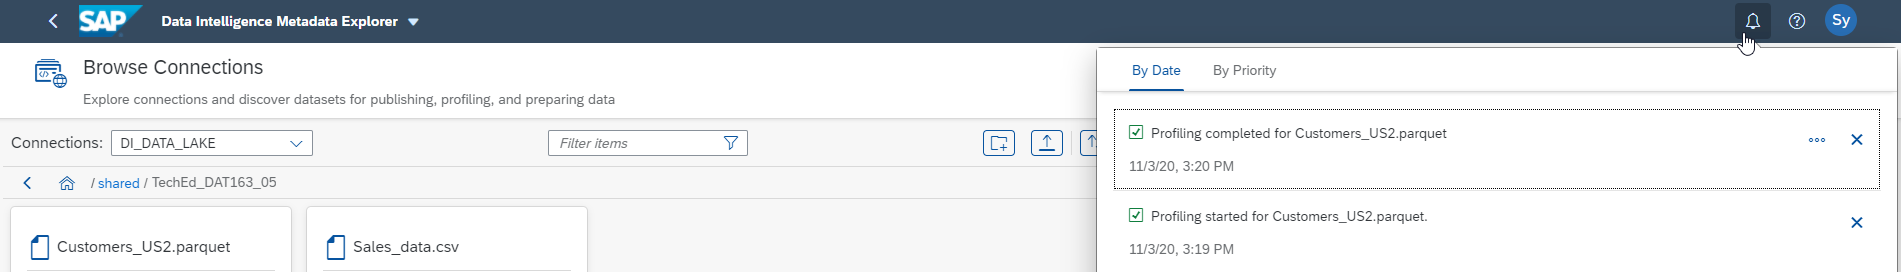 SAP Data Intelligence Metadata Explorer
Sy
Browse Connections
Explore connections and discover datasets for publishing, profiling, and preparing data
Connections: DI_DATA_LAKE
Filter items
/ shared / TechEd_DAT163_05
Customers_US2.parquet
Sales_data.csv
By Date By Priority
Profiling completed for Customers_US2.parquet
11/3/20, 3:20 PM
Profiling started for Customers_US2.parquet.
11/3/20, 3:19 PM